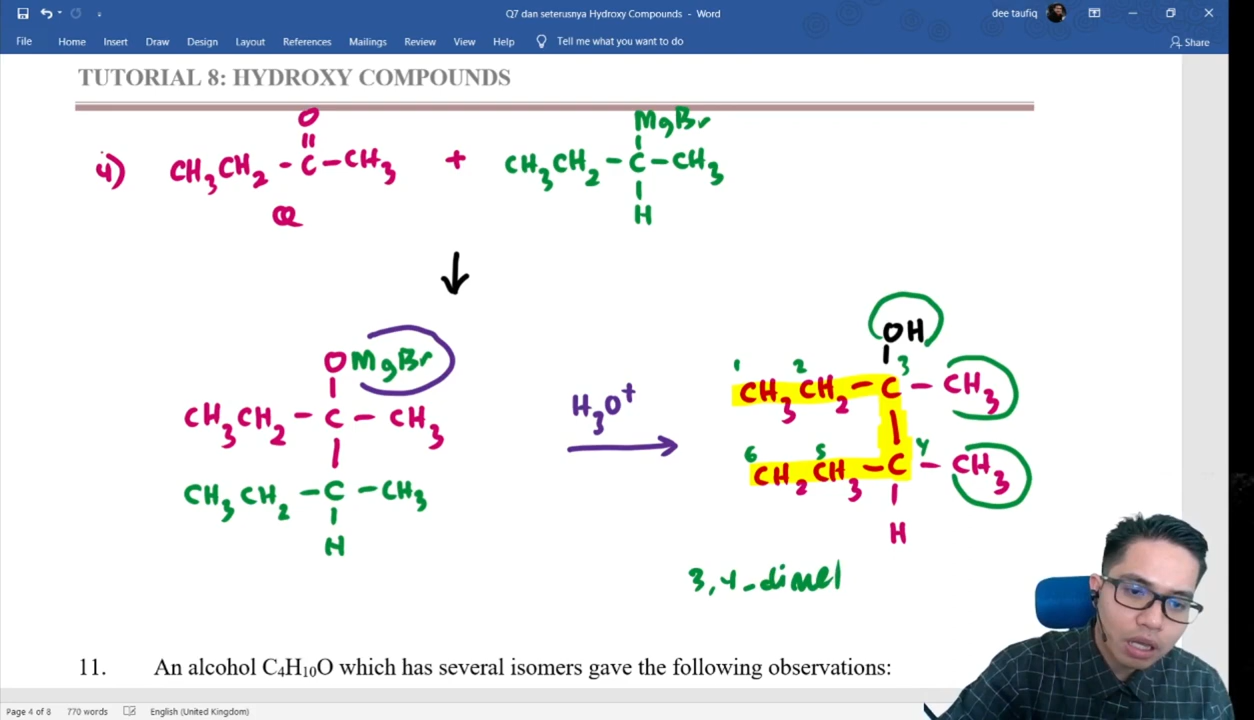 Q7 dan seterusnya Hydroxy Compounds - Word
dee taufiq
File Home Insert Draw Design Layout References Mailings Review View Help Tell me what you want to do Share
TUTORIAL 8: HYDROXY COMPOUNDS
O MgBr
4) CH3CH2 - C - CH3 + CH3CH2 - C - CH3
H
OH
OMgBr
1 2 3
CH3CH2 - C - CH3
H3O+
CH3CH2 - C - CH3
6 5 4
CH2CH3 - C - CH3
CH3CH2 - C - CH3
H
H
3,4-dimet
11. An alcohol C4H10O which has several isomers gave the following observations:
Page 4 of 8 770 words English (United Kingdom)